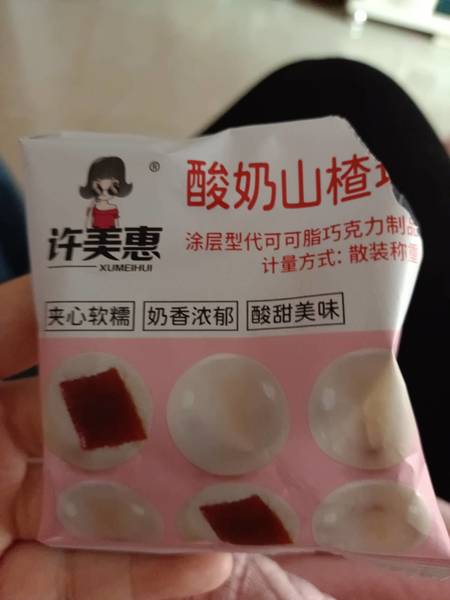 ®
酸奶山楂
许美惠
XUMEIHUI
涂层型代可可脂巧克力制品
计量方式: 散装称重
夹心软糯 奶香浓郁 酸甜美味